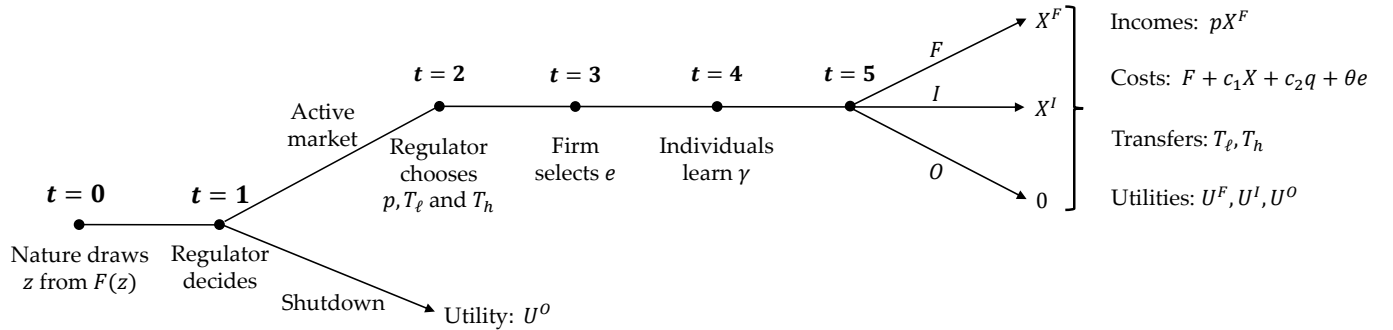 t = 0
Nature draws
z from F(z)
t = 1
Regulator
decides
Active
market
Shutdown
Utility: U^O
t = 2
Regulator
chooses
p, T_ℓ and T_h
t = 3
Firm
selects e
t = 4
Individuals
learn γ
t = 5
F
I
O
X^F
X^I
0
Incomes: pX^F
Costs: F + c_1X + c_2q + θe
Transfers: T_ℓ, T_h
Utilities: U^F, U^I, U^O